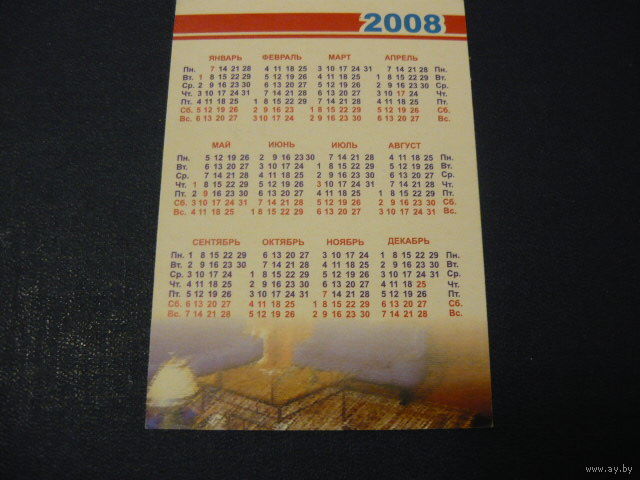 2008
ЯНВАРЬ ФЕВРАЛЬ МАРТ АПРЕЛЬ
Пн. 7 14 21 28 4 11 18 25 3 10 17 24 31 7 14 21 28 Пн.
Вт. 1 8 15 22 29 5 12 19 26 4 11 18 25 1 8 15 22 29 Вт.
Ср. 2 9 16 23 30 6 13 20 27 5 12 19 26 2 9 16 23 30 Ср.
Чт. 3 10 17 24 31 7 14 21 28 6 13 20 27 3 10 17 24 Чт.
Пт. 4 11 18 25 1 8 15 22 29 7 14 21 28 4 11 18 25 Пт.
Сб. 5 12 19 26 2 9 16 23 1 8 15 22 29 5 12 19 26 Сб.
Вс. 6 13 20 27 3 10 17 24 2 9 16 23 30 6 13 20 27 Вс.
МАЙ ИЮНЬ ИЮЛЬ АВГУСТ
Пн. 5 12 19 26 2 9 16 23 30 7 14 21 28 4 11 18 25 Пн.
Вт. 6 13 20 27 3 10 17 24 1 8 15 22 29 5 12 19 26 Вт.
Ср. 7 14 21 28 4 11 18 25 2 9 16 23 30 6 13 20 27 Ср.
Чт. 1 8 15 22 29 5 12 19 26 3 10 17 24 31 7 14 21 28 Чт.
Пт. 2 9 16 23 30 6 13 20 27 4 11 18 25 1 8 15 22 29 Пт.
Сб. 3 10 17 24 31 7 14 21 28 5 12 19 26 2 9 16 23 30 Сб.
Вс. 4 11 18 25 1 8 15 22 29 6 13 20 27 3 10 17 24 31 Вс.
СЕНТЯБРЬ ОКТЯБРЬ НОЯБРЬ ДЕКАБРЬ
Пн. 1 8 15 22 29 6 13 20 27 3 10 17 24 1 8 15 22 29 Пн.
Вт. 2 9 16 23 30 7 14 21 28 4 11 18 25 2 9 16 23 30 Вт.
Ср. 3 10 17 24 1 8 15 22 29 5 12 19 26 3 10 17 24 31 Ср.
Чт. 4 11 18 25 2 9 16 23 30 6 13 20 27 4 11 18 25 Чт.
Пт. 5 12 19 26 3 10 17 24 31 7 14 21 28 5 12 19 26 Пт.
Сб. 6 13 20 27 4 11 18 25 1 8 15 22 29 6 13 20 27 Сб.
Вс. 7 14 21 28 5 12 19 26 2 9 16 23 30 7 14 21 28 Вс.
www.ay.by